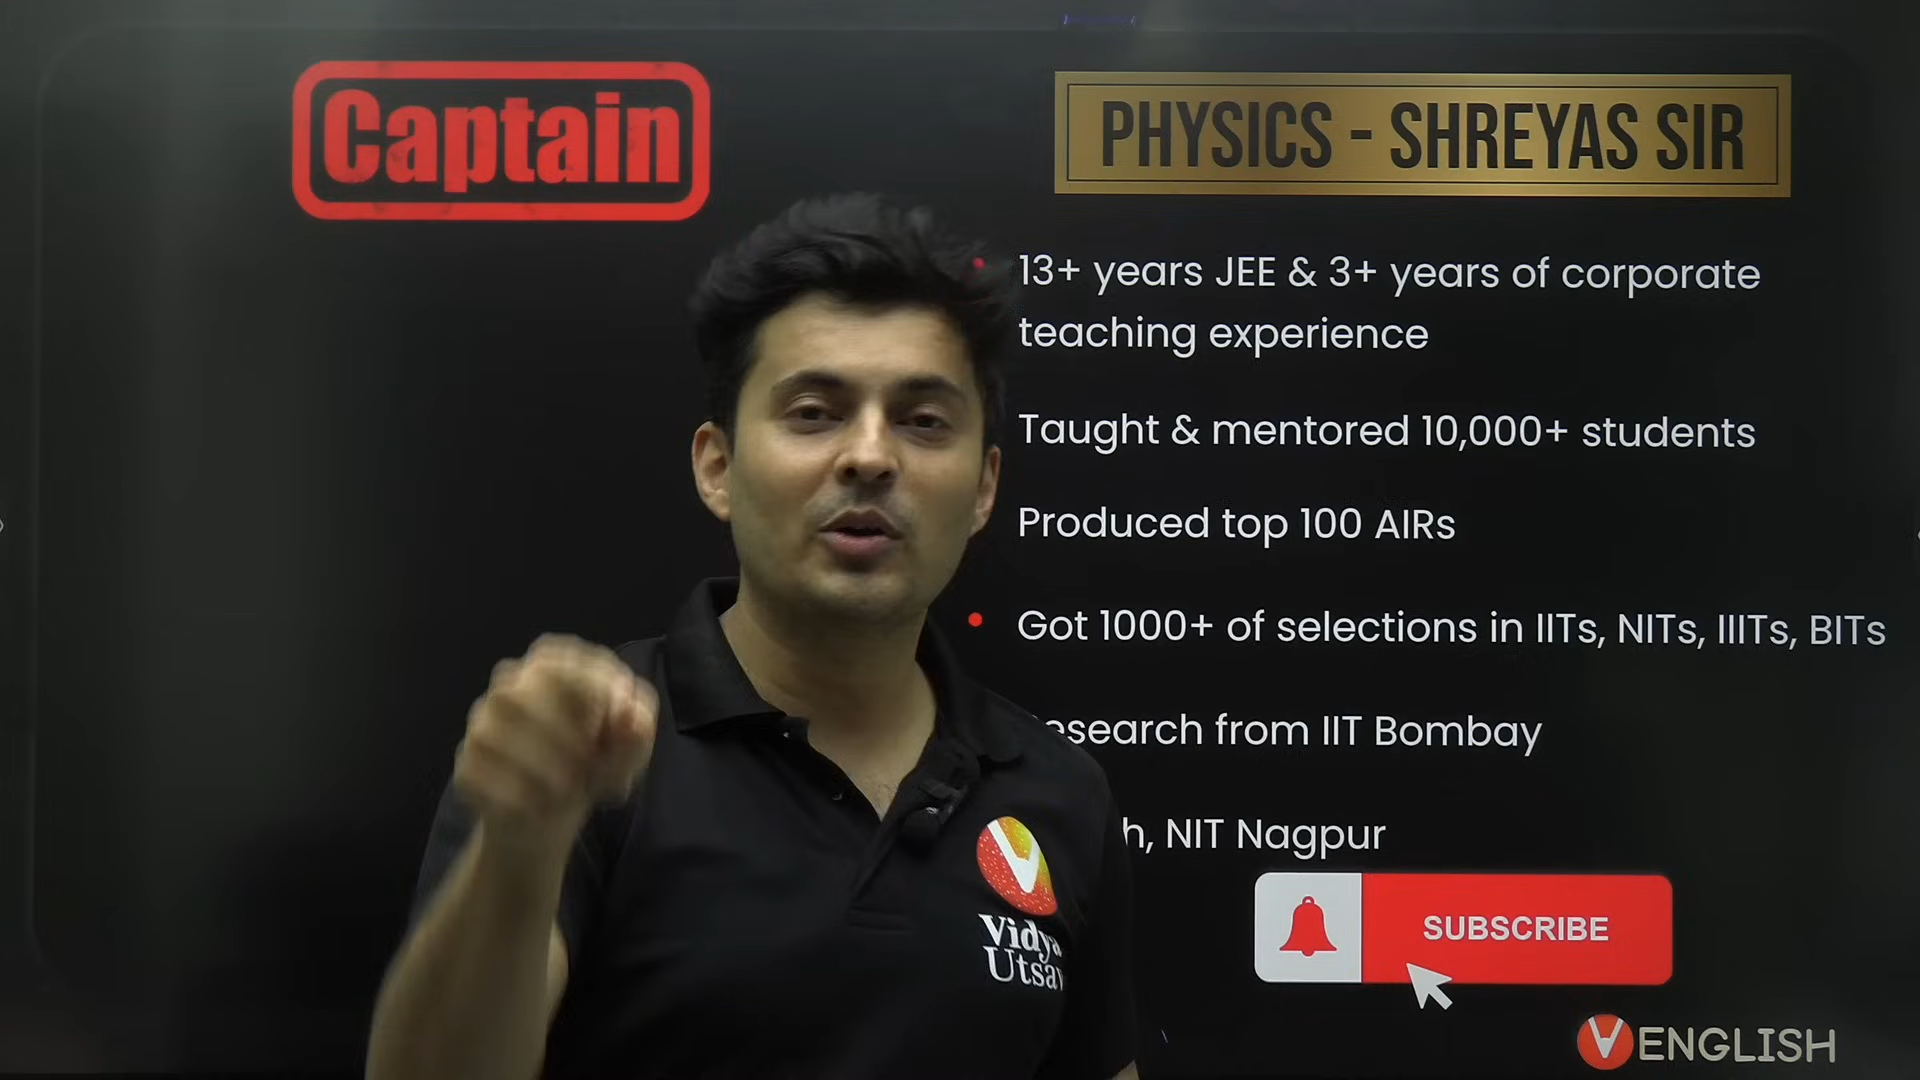 Captain
PHYSICS - SHREYAS SIR
13+ years JEE & 3+ years of corporate
teaching experience
Taught & mentored 10,000+ students
Produced top 100 AIRs
Got 1000+ of selections in IITs, NITs, IIITs, BITs
esearch from IIT Bombay
h, NIT Nagpur
Vidya
Utsav
SUBSCRIBE
V ENGLISH